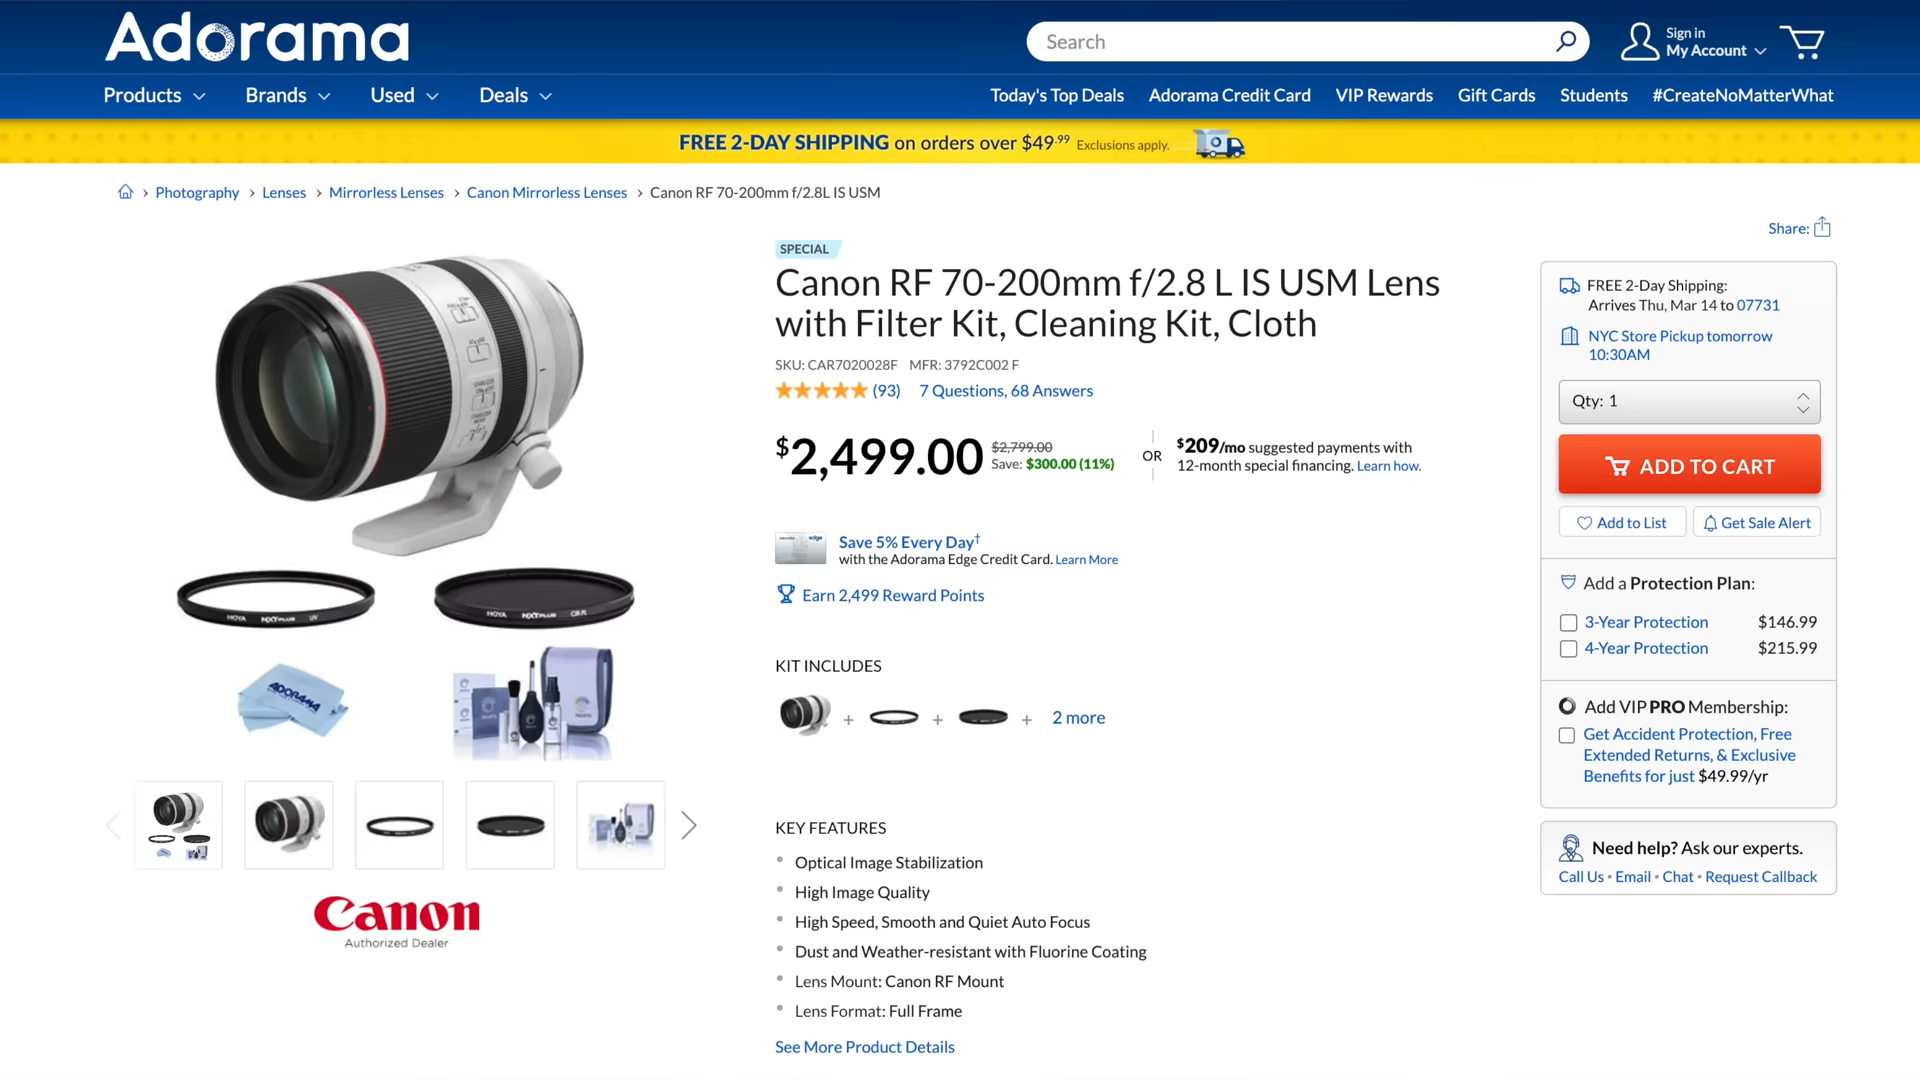 Adorama
Search
Sign in
My Account
Products
Brands
Used
Deals
Today's Top Deals
Adorama Credit Card
VIP Rewards
Gift Cards
Students
#CreateNoMatterWhat
FREE 2-DAY SHIPPING on orders over $49.99 Exclusions apply.
› Photography › Lenses › Mirrorless Lenses › Canon Mirrorless Lenses › Canon RF 70-200mm f/2.8L IS USM
Share:
SPECIAL
Canon RF 70-200mm f/2.8 L IS USM Lens
with Filter Kit, Cleaning Kit, Cloth
SKU: CAR7020028F MFR: 3792C002 F
(93) 7 Questions, 68 Answers
$2,499.00
$2,799.00
Save: $300.00 (11%)
OR
$209/mo suggested payments with
12-month special financing. Learn how.
Save 5% Every Day†
with the Adorama Edge Credit Card. Learn More
Earn 2,499 Reward Points
KIT INCLUDES
+ + + 2 more
KEY FEATURES
• Optical Image Stabilization
• High Image Quality
• High Speed, Smooth and Quiet Auto Focus
• Dust and Weather-resistant with Fluorine Coating
• Lens Mount: Canon RF Mount
• Lens Format: Full Frame
See More Product Details
HOYA NXT PLUS UV
HOYA NXT PLUS CIR-PL
ADORAMA
Canon
Authorized Dealer
FREE 2-Day Shipping:
Arrives Thu, Mar 14 to 07731
NYC Store Pickup tomorrow
10:30AM
Qty: 1
ADD TO CART
Add to List
Get Sale Alert
Add a Protection Plan:
3-Year Protection $146.99
4-Year Protection $215.99
Add VIP PRO Membership:
Get Accident Protection, Free
Extended Returns, & Exclusive
Benefits for just $49.99/yr
Need help? Ask our experts.
Call Us • Email • Chat • Request Callback